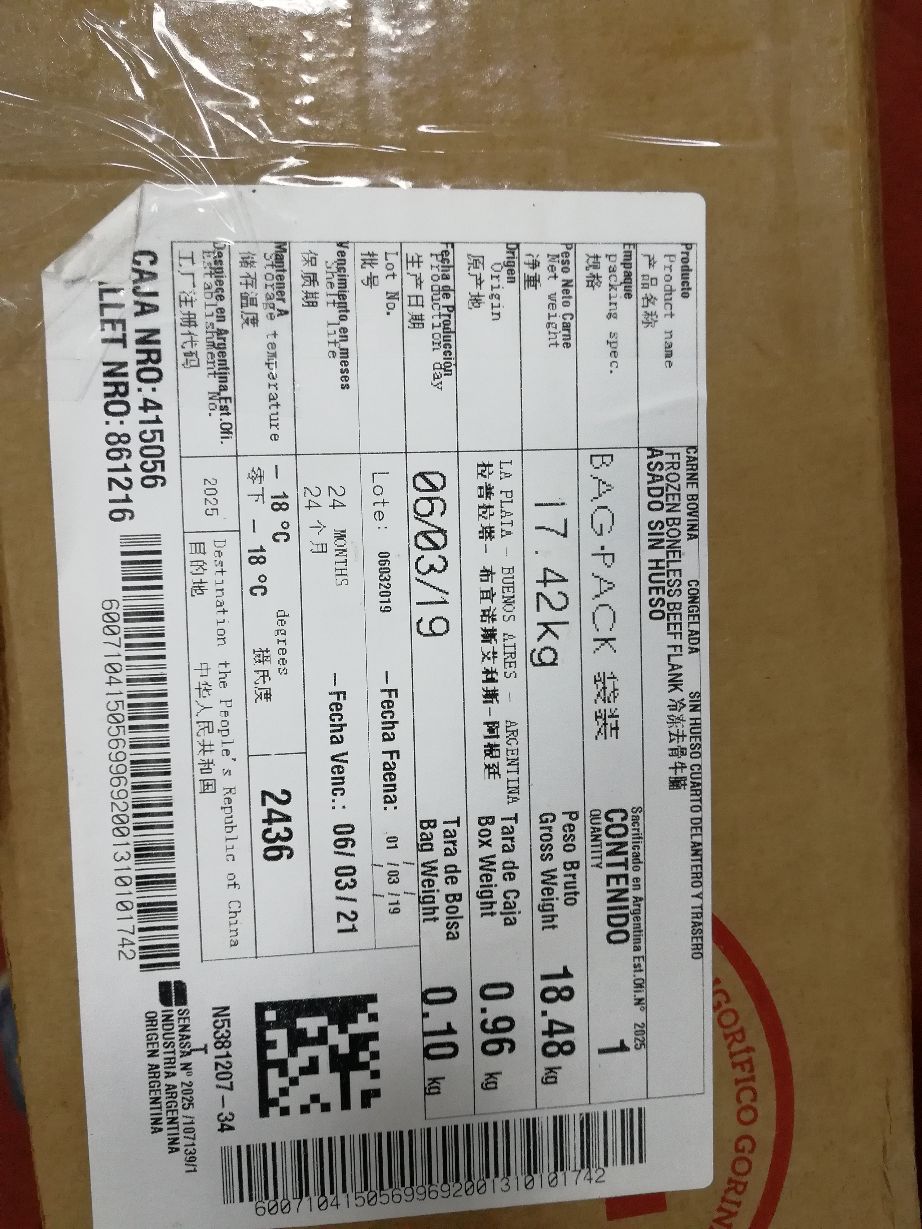 Producto
Product name
产品名称
CARNE BOVINA CONGELADA SIN HUESO CUARTO DELANTERO Y TRASERO
FROZEN BONELESS BEEF FLANK 冷冻去骨牛腩
ASADO SIN HUESO
Sacrificado en Argentina Est.Ofi.Nº 2025
Empaque
packing spec.
规格
BAG-PACK 袋装
CONTENIDO 1
QUANTITY
Peso Neto Carne
Net weight
净重
17.42kg
Peso Bruto
Gross Weight
18.48 kg
Origen
Origin
原产地
LA PLATA - BUENOS AIRES - ARGENTINA
拉普拉塔- 布宜诺斯艾利斯-阿根廷
Tara de Caja
Box Weight
0.96 kg
Fecha de Producción
Production day
生产日期
06/03/19
Tara de Bolsa
Bag Weight
0.10 kg
Lot No.
批号
Lote: 06032019
-Fecha Faena: 01 /03 /19
/ /
Vencimiento en meses
Shelf life
保质期
24 MONTHS
24 个月
-Fecha Venc.: 06/ 03 / 21
Mantener A
Storage temparature
储存温度
- 18 °C degrees
零下 - 18 °C 摄氏度
2436
Despiece en Argentina Est.Ofi.
Establishment No.
工厂注册代码
2025
Destination the People's Republic of China
目的地 中华人民共和国
CAJA NRO: 415056
LLET NRO: 861216
60071041505699692001310101742
N5381207-34
T
SENASA Nº 2025 /107139/1
INDUSTRIA ARGENTINA
ORIGEN ARGENTINA
60071041505699692001310101742
IGORÍFICO GORIN